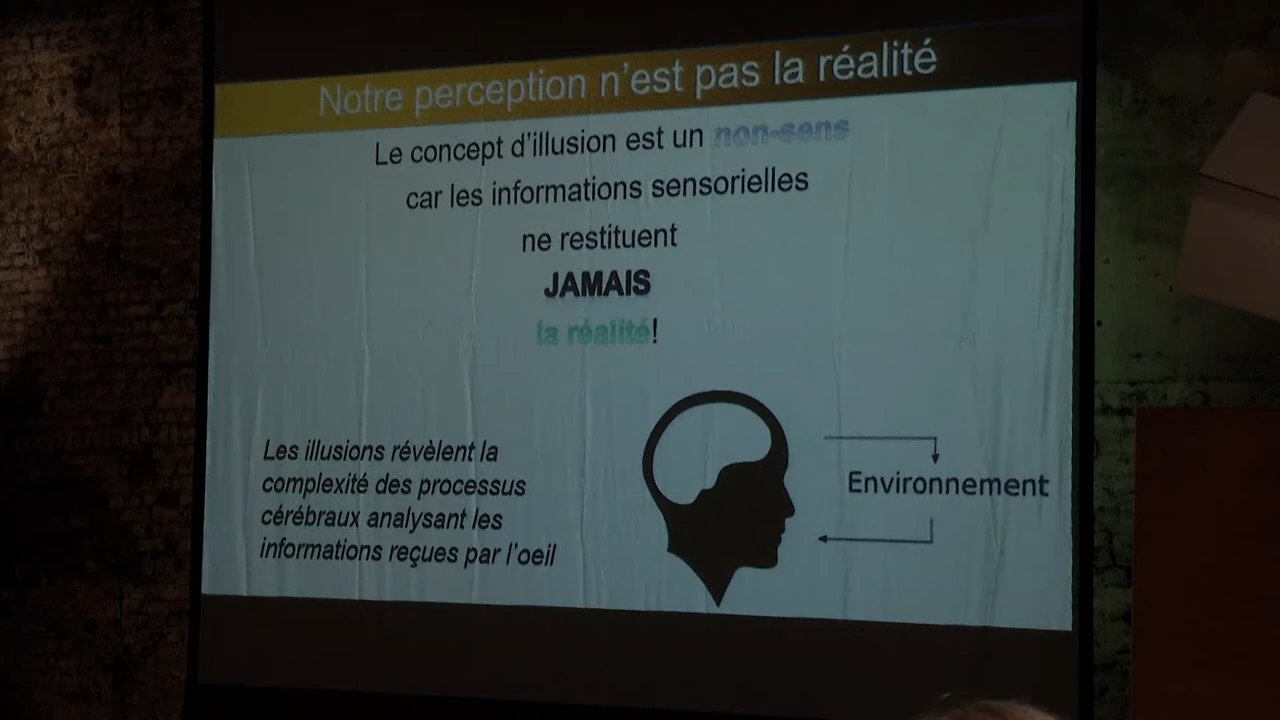 Notre perception n'est pas la réalité
Le concept d'illusion est un non-sens
car les informations sensorielles
ne restituent
JAMAIS
la réalité!
Les illusions révèlent la
complexité des processus
cérébraux analysant les
informations reçues par l'oeil
Environnement